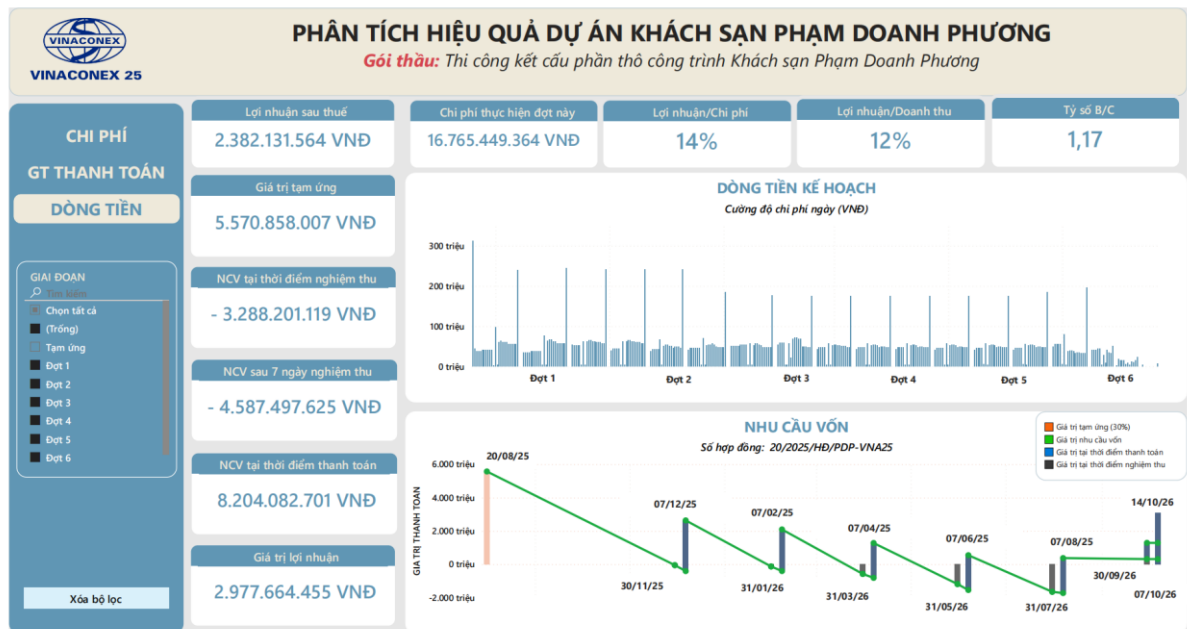 VINACONEX
VINACONEX 25
PHÂN TÍCH HIỆU QUẢ DỰ ÁN KHÁCH SẠN PHẠM DOANH PHƯƠNG
Gói thầu: Thi công kết cấu phần thô công trình Khách sạn Phạm Doanh Phương
CHI PHÍ
GT THANH TOÁN
DÒNG TIỀN
GIAI ĐOẠN
Tìm kiếm
Chọn tất cả
(Trống)
Tạm ứng
Đợt 1
Đợt 2
Đợt 3
Đợt 4
Đợt 5
Đợt 6
Xóa bộ lọc
Lợi nhuận sau thuế
2.382.131.564 VNĐ
Chi phí thực hiện đợt này
16.765.449.364 VNĐ
Lợi nhuận/Chi phí
14%
Lợi nhuận/Doanh thu
12%
Tỷ số B/C
1,17
Giá trị tạm ứng
5.570.858.007 VNĐ
NCV tại thời điểm nghiệm thu
- 3.288.201.119 VNĐ
NCV sau 7 ngày nghiệm thu
- 4.587.497.625 VNĐ
NCV tại thời điểm thanh toán
8.204.082.701 VNĐ
Giá trị lợi nhuận
2.977.664.455 VNĐ
DÒNG TIỀN KẾ HOẠCH
Cường độ chi phí ngày (VNĐ)
300 triệu
200 triệu
100 triệu
0 triệu
Đợt 1
Đợt 2
Đợt 3
Đợt 4
Đợt 5
Đợt 6
NHU CẦU VỐN
Số hợp đồng: 20/2025/HĐ/PDP-VNA25
Giá trị tạm ứng (30%)
Giá trị nhu cầu vốn
Giá trị tại thời điểm thanh toán
Giá trị tại thời điểm nghiệm thu
GIA TRỊ THANH TOAN
6.000 triệu
4.000 triệu
2.000 triệu
0 triệu
-2.000 triệu
20/08/25
07/12/25
07/02/25
07/04/25
07/06/25
07/08/25
14/10/26
30/11/25
31/01/26
31/03/26
31/05/26
31/07/26
30/09/26
07/10/26